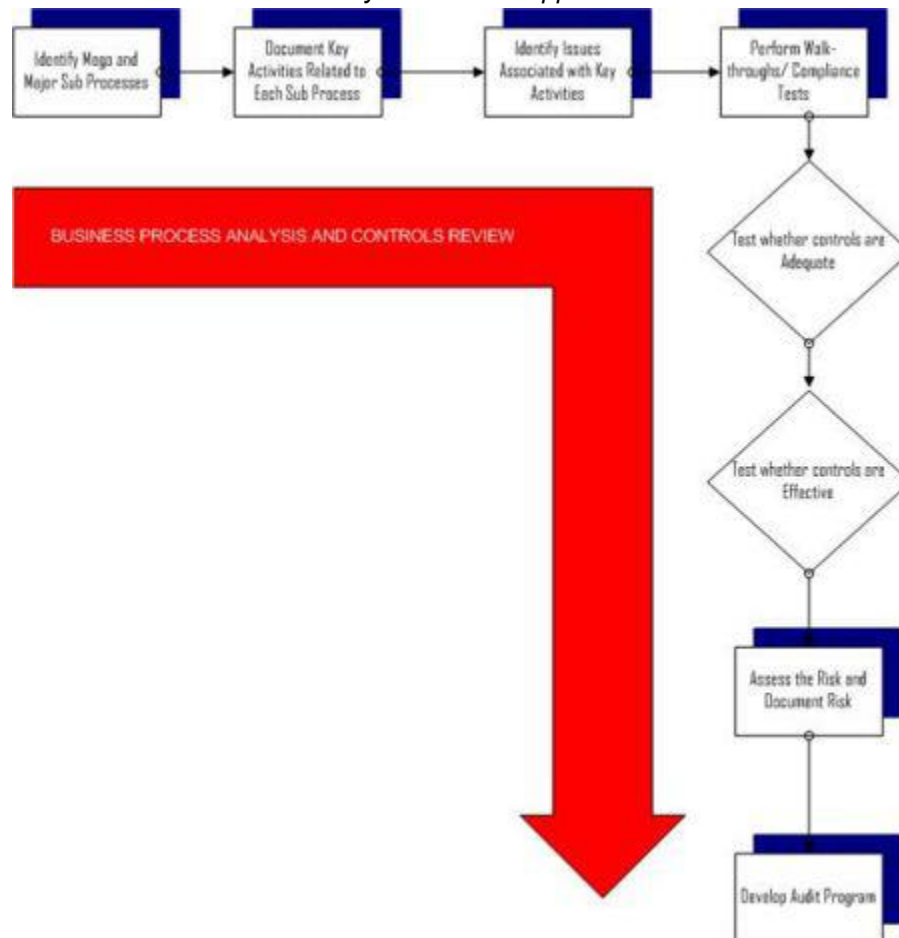 Identify Mega and
Major Sub Processes
Document Key
Activities Related to
Each Sub Process
Identify Issues
Associated with Key
Activities
Perform Walk-
throughs/ Compliance
Tests
BUSINESS PROCESS ANALYSIS AND CONTROLS REVIEW
Test whether controls are
Adequate
Test whether controls are
Effective
Assess the Risk and
Document Risk
Develop Audit Program